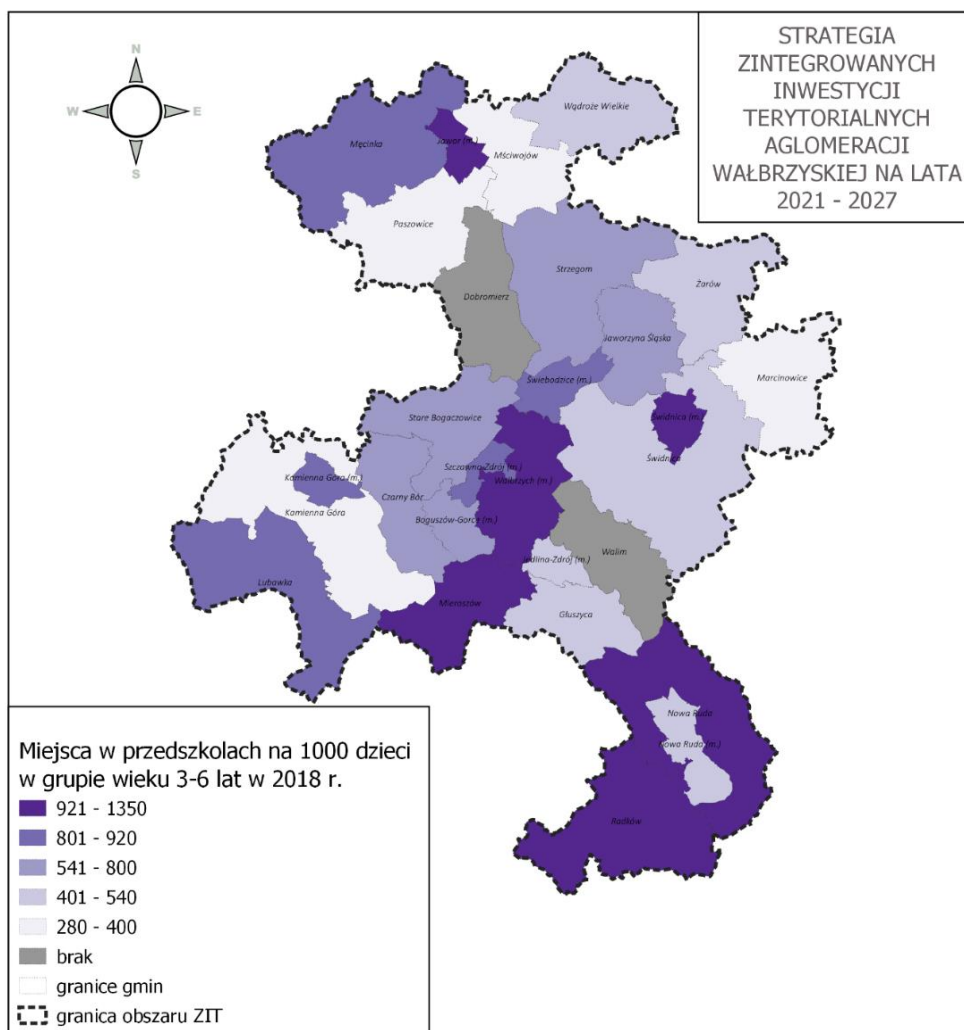 STRATEGIA
ZINTEGROWANYCH
INWESTYCJI
TERYTORIALNYCH
AGLOMERACJI
WAŁBRZYSKIEJ NA LATA
2021 - 2027
N
W
E
S
Wądroże Wielkie
Męcinka
Jawor (m.)
Mściwojów
Paszowice
Strzegom
Żarów
Dobromierz
Jaworzyna Śląska
Marcinowice
Świebodzice (m.)
Stare Bogaczowice
Świdnica (m.)
Świdnica
Szczawno-Zdrój (m.)
Kamienna Góra (m.)
Wałbrzych (m.)
Czarny Bór
Kamienna Góra
Boguszów-Gorce (m.)
Walim
Jedlina-Zdrój (m.)
Lubawka
Mieroszów
Głuszyca
Nowa Ruda
Nowa Ruda (m.)
Radków
Miejsca w przedszkolach na 1000 dzieci
w grupie wieku 3-6 lat w 2018 r.
921 - 1350
801 - 920
541 - 800
401 - 540
280 - 400
brak
granice gmin
granica obszaru ZIT